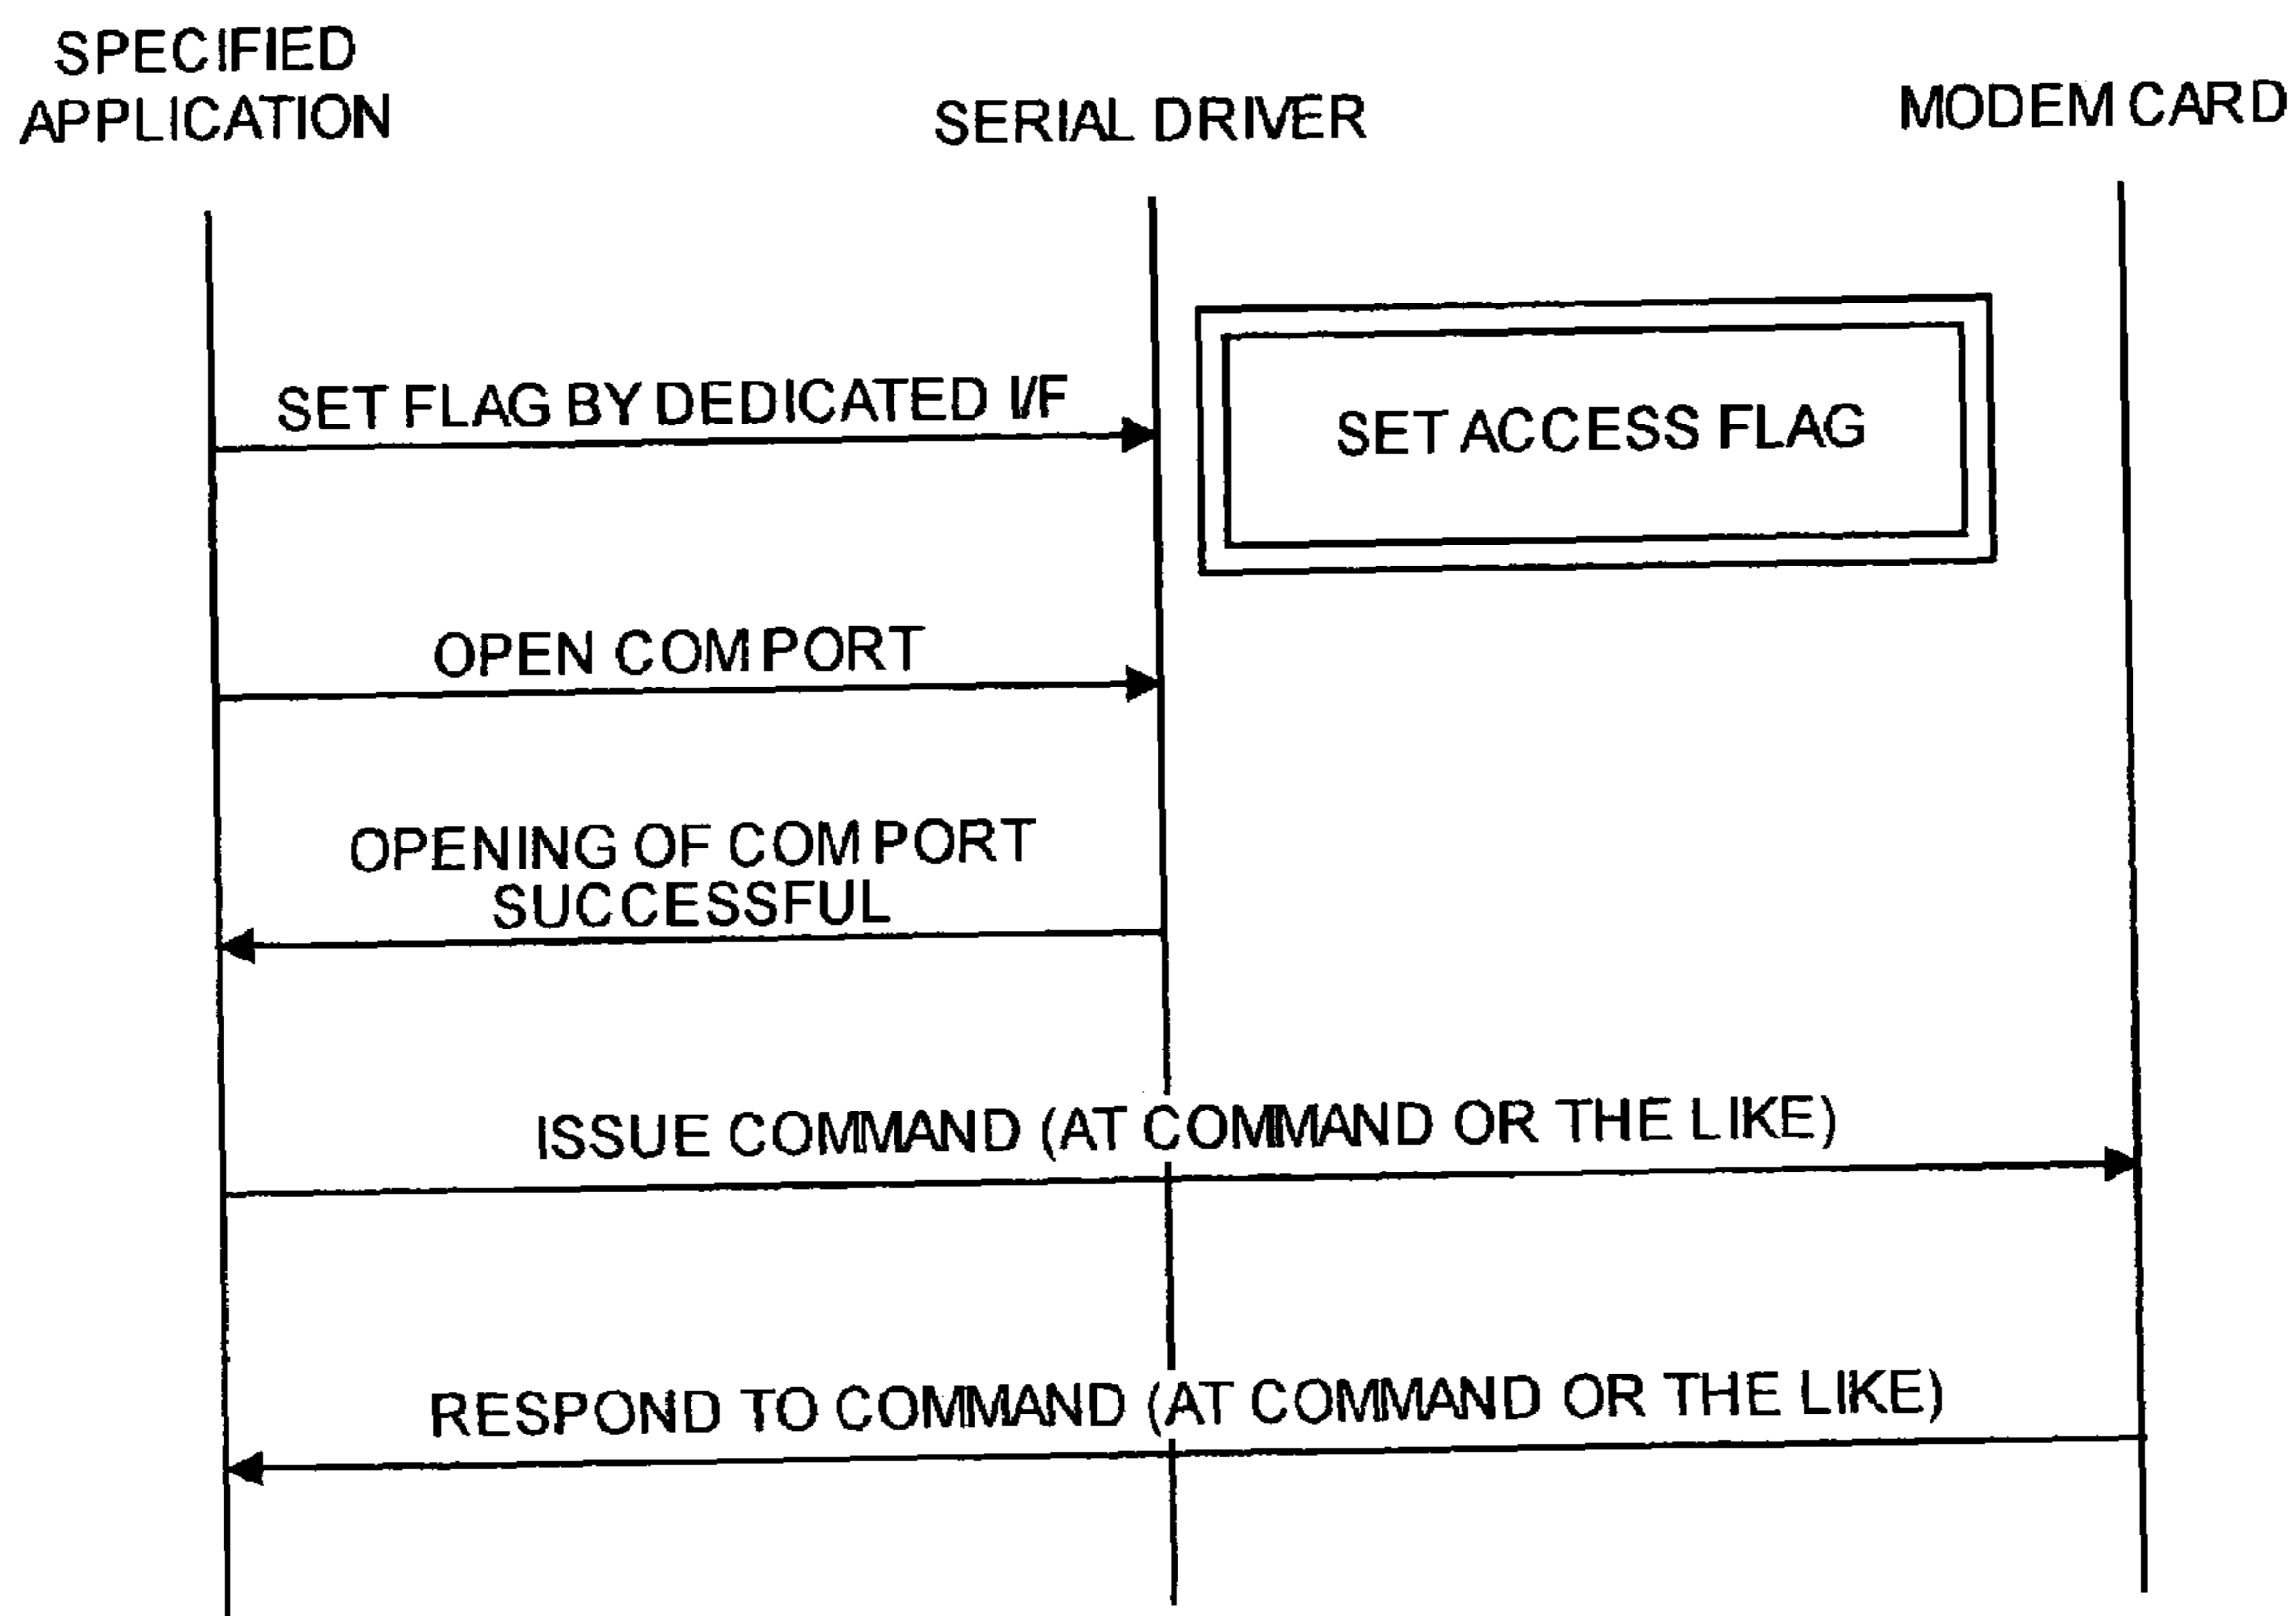 SPECIFIED
APPLICATION
SERIAL DRIVER
MODEM CARD
SET FLAG BY DEDICATED I/F
SET ACCESS FLAG
OPEN COM PORT
OPENING OF COM PORT
SUCCESSFUL
ISSUE COMMAND (AT COMMAND OR THE LIKE)
RESPOND TO COMMAND (AT COMMAND OR THE LIKE)